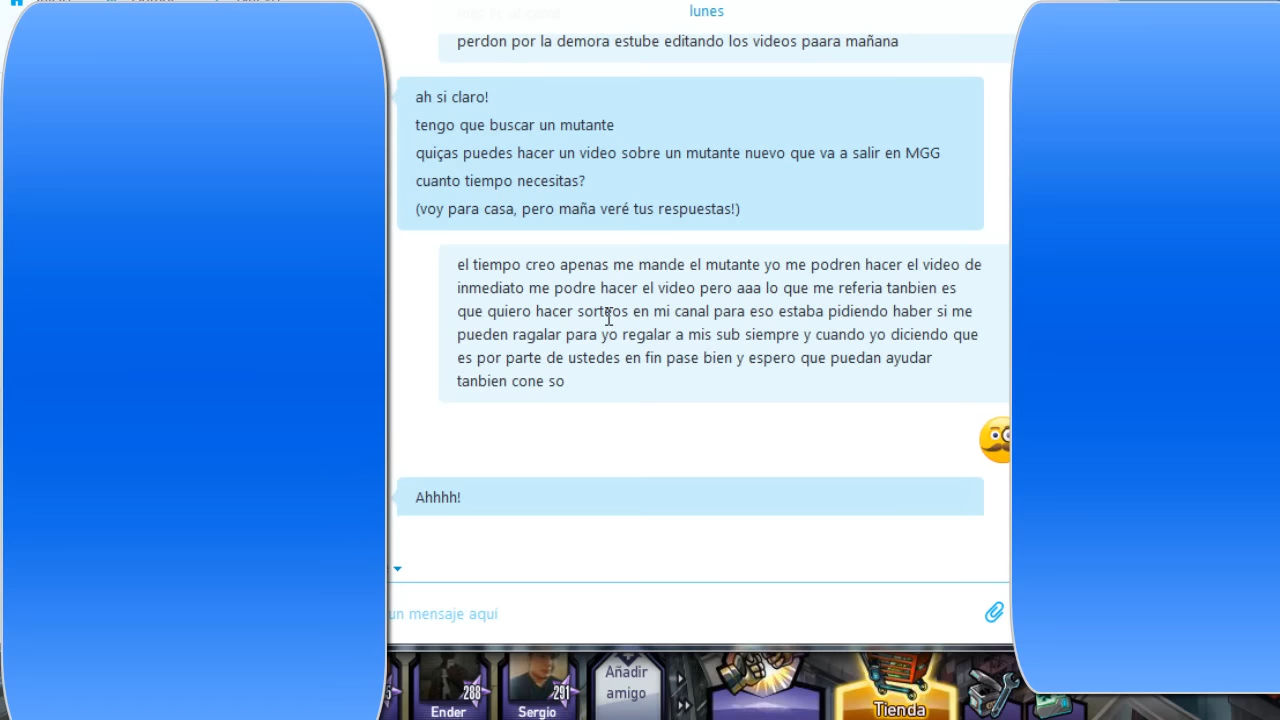 lunes
perdon por la demora estube editando los videos paara mañana
ah si claro!
tengo que buscar un mutante
quiças puedes hacer un video sobre un mutante nuevo que va a salir en MGG
cuanto tiempo necesitas?
(voy para casa, pero maña veré tus respuestas!)
el tiempo creo apenas me mande el mutante yo me podren hacer el video de
inmediato me podre hacer el video pero aaa lo que me referia tanbien es
que quiero hacer sorteos en mi canal para eso estaba pidiendo haber si me
pueden ragalar para yo regalar a mis sub siempre y cuando yo diciendo que
es por parte de ustedes en fin pase bien y espero que puedan ayudar
tanbien cone so
Ahhhh!
un mensaje aquí
288
Ender
291
Sergio
Añadir
amigo
Tienda